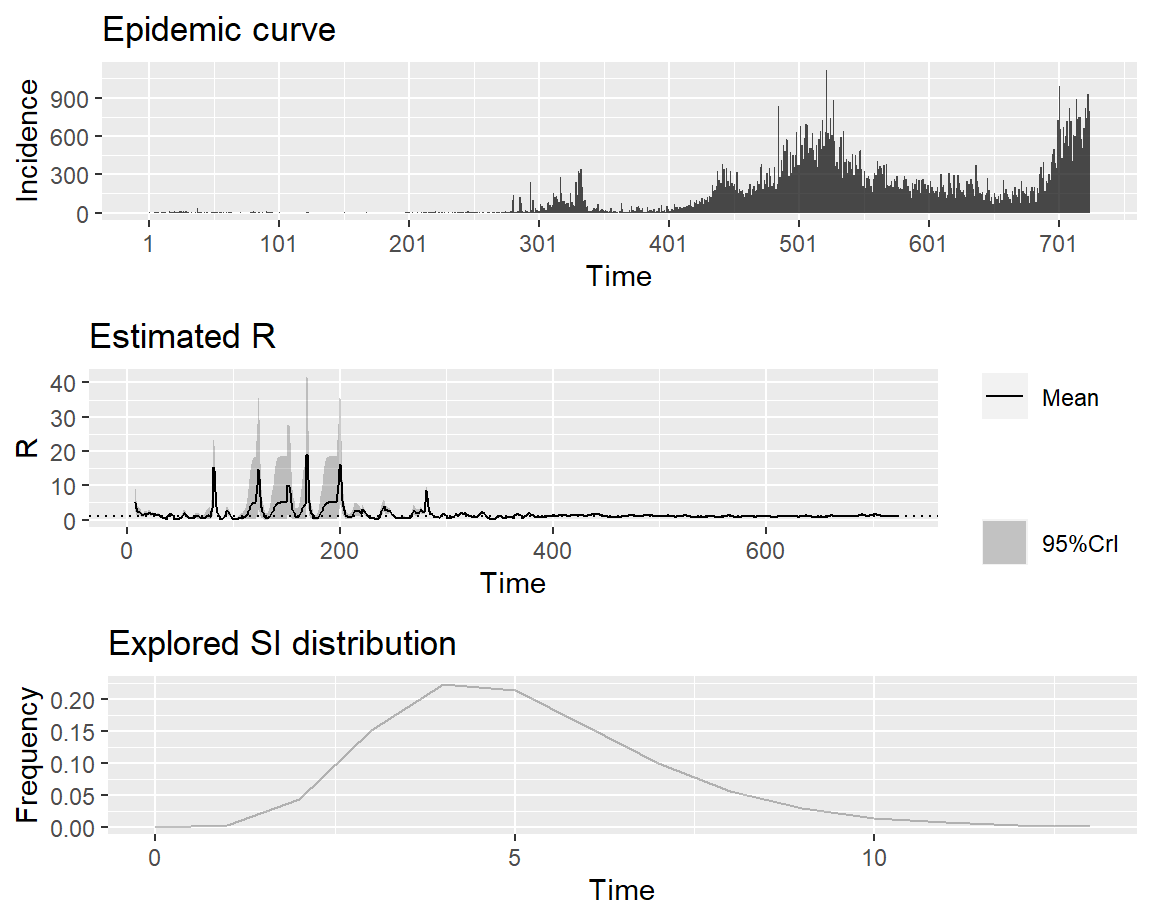 Epidemic curve
Incidence
900
600
300
0
1 101 201 301 401 501 601 701
Time
Estimated R
R
40
30
20
10
0
0 200 400 600
Time
Mean
95%CrI
Explored SI distribution
Frequency
0.20
0.15
0.10
0.05
0.00
0 5 10
Time